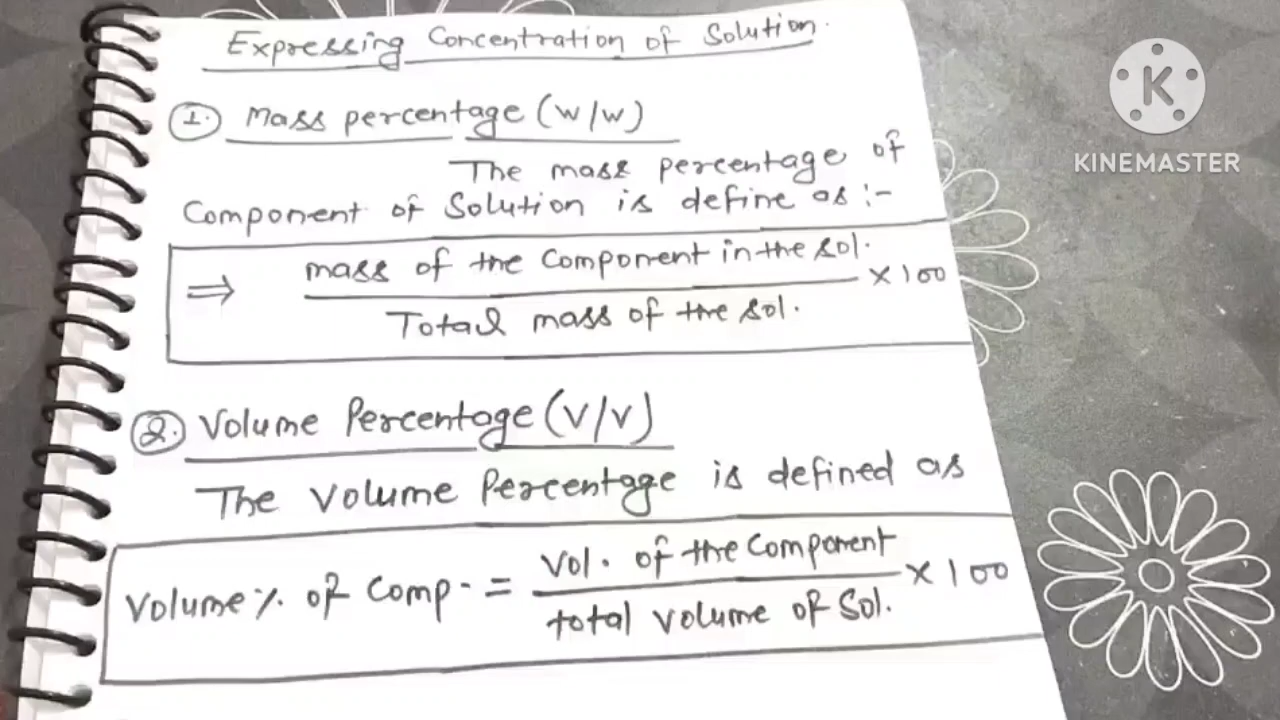 Expressing Concentration of Solution.
1. Mass percentage (w/w)
The mass percentage of
Component of Solution is define as :-
⇒ mass of the Component in the sol.
× 100
Total mass of the sol.
2. Volume Percentage (V/V)
The Volume Percentage is defined as
Volume % of Comp. = Vol. of the Component
× 100
total volume of Sol.
K
KINEMASTER